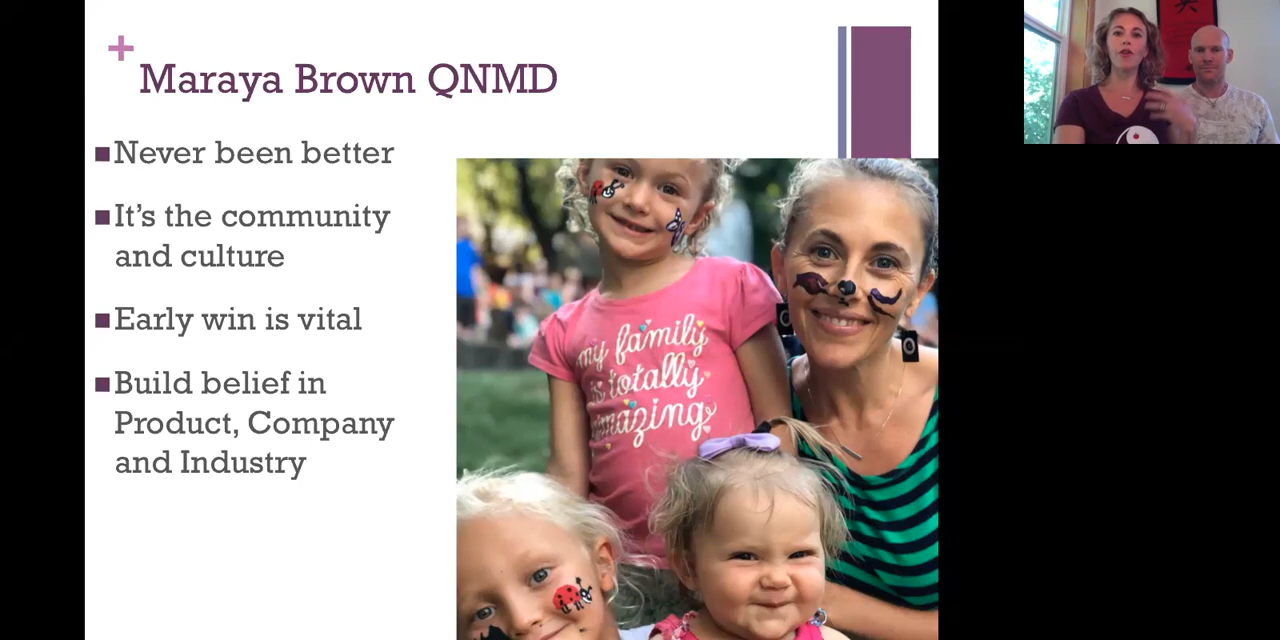 Maraya Brown QNMD
Never been better
It's the community
and culture
Early win is vital
Build belief in
Product, Company
and Industry
my family
is totally
amazing
英